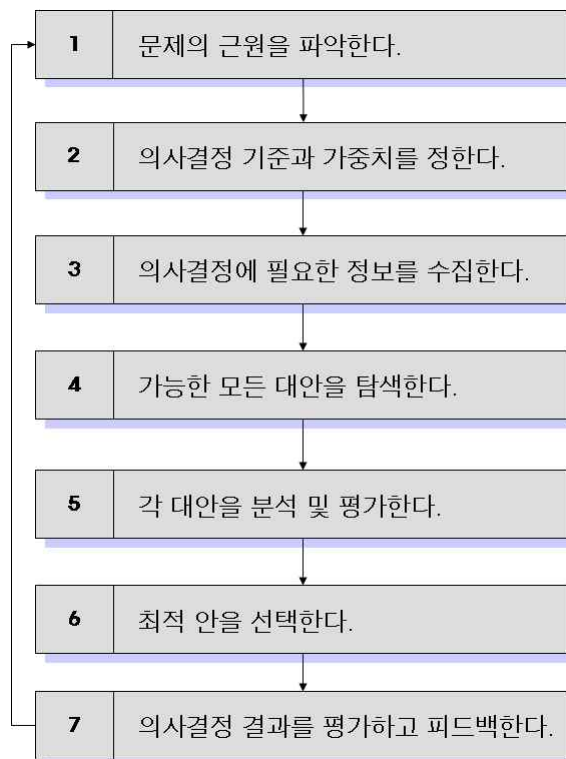 1 문제의 근원을 파악한다.
2 의사결정 기준과 가중치를 정한다.
3 의사결정에 필요한 정보를 수집한다.
4 가능한 모든 대안을 탐색한다.
5 각 대안을 분석 및 평가한다.
6 최적 안을 선택한다.
7 의사결정 결과를 평가하고 피드백한다.